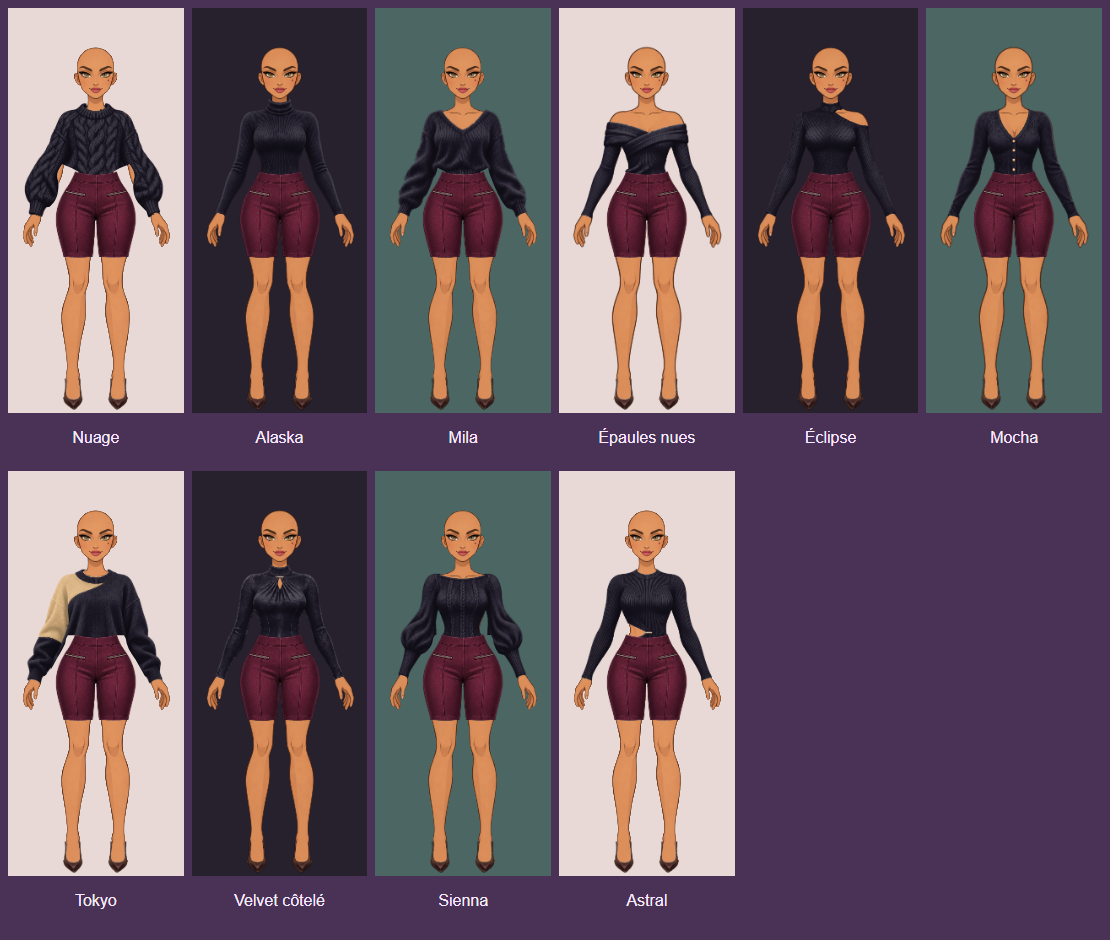 Nuage
Alaska
Mila
Épaules nues
Éclipse
Mocha
Tokyo
Velvet côtelé
Sienna
Astral